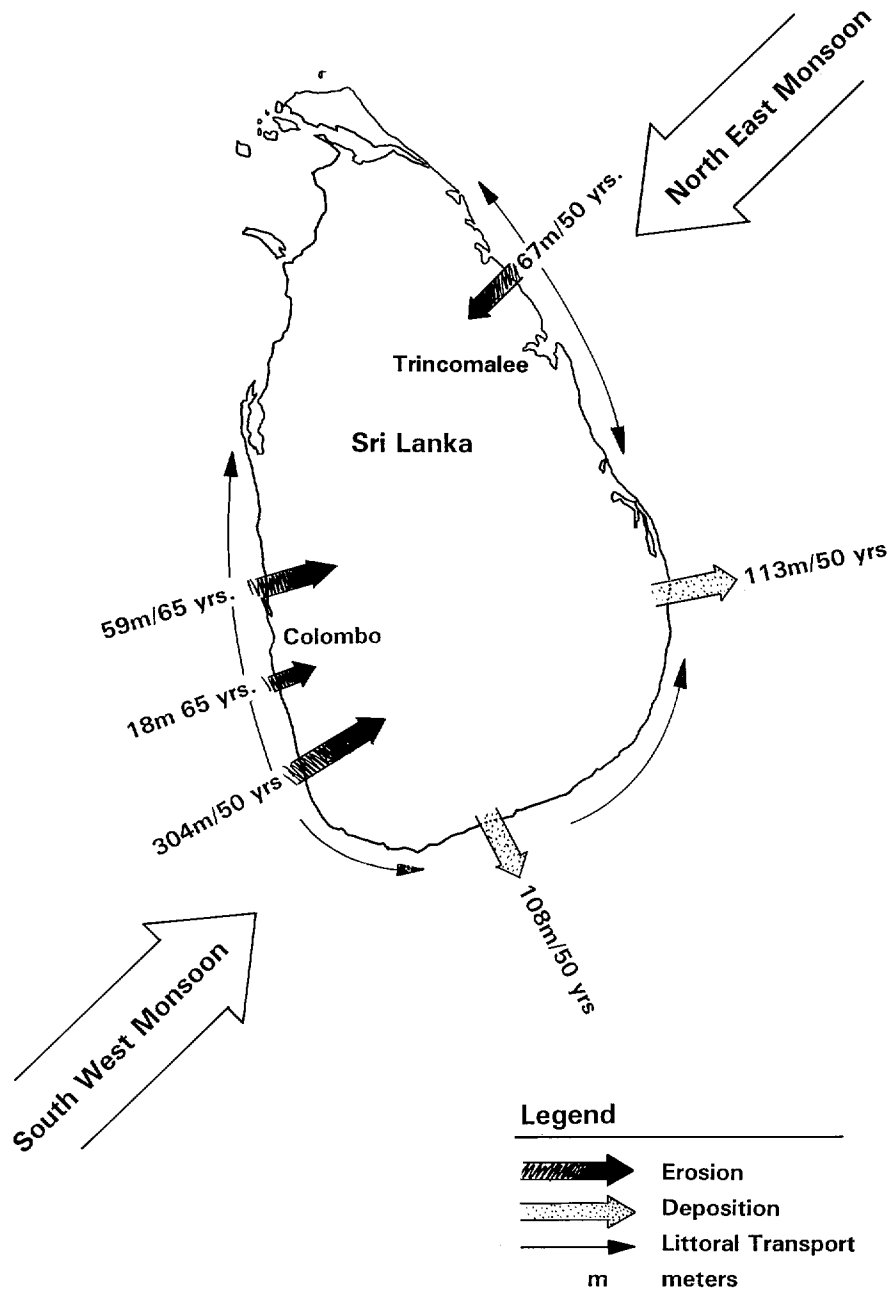 North East Monsoon
67m/50 yrs.
Trincomalee
Sri Lanka
113m/50 yrs
59m/65 yrs.
Colombo
18m 65 yrs.
304m/50 yrs
108m/50 yrs
South West Monsoon
Legend
Erosion
Deposition
Littoral Transport
m meters